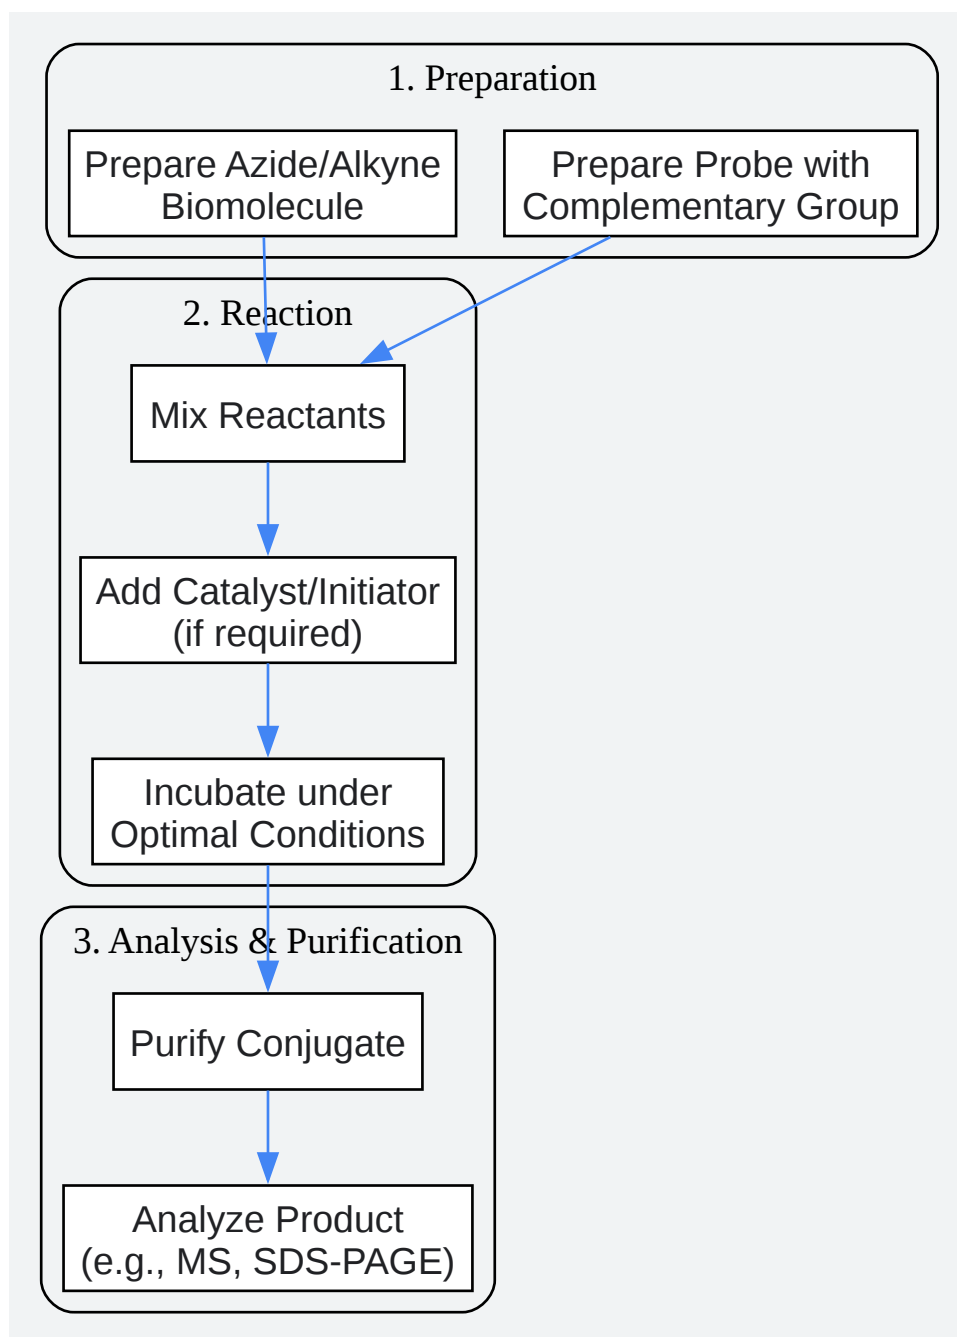 1. Preparation
Prepare Azide/Alkyne
Biomolecule
Prepare Probe with
Complementary Group
2. Reaction
Mix Reactants
Add Catalyst/Initiator
(if required)
Incubate under
Optimal Conditions
3. Analysis & Purification
Purify Conjugate
Analyze Product
(e.g., MS, SDS-PAGE)